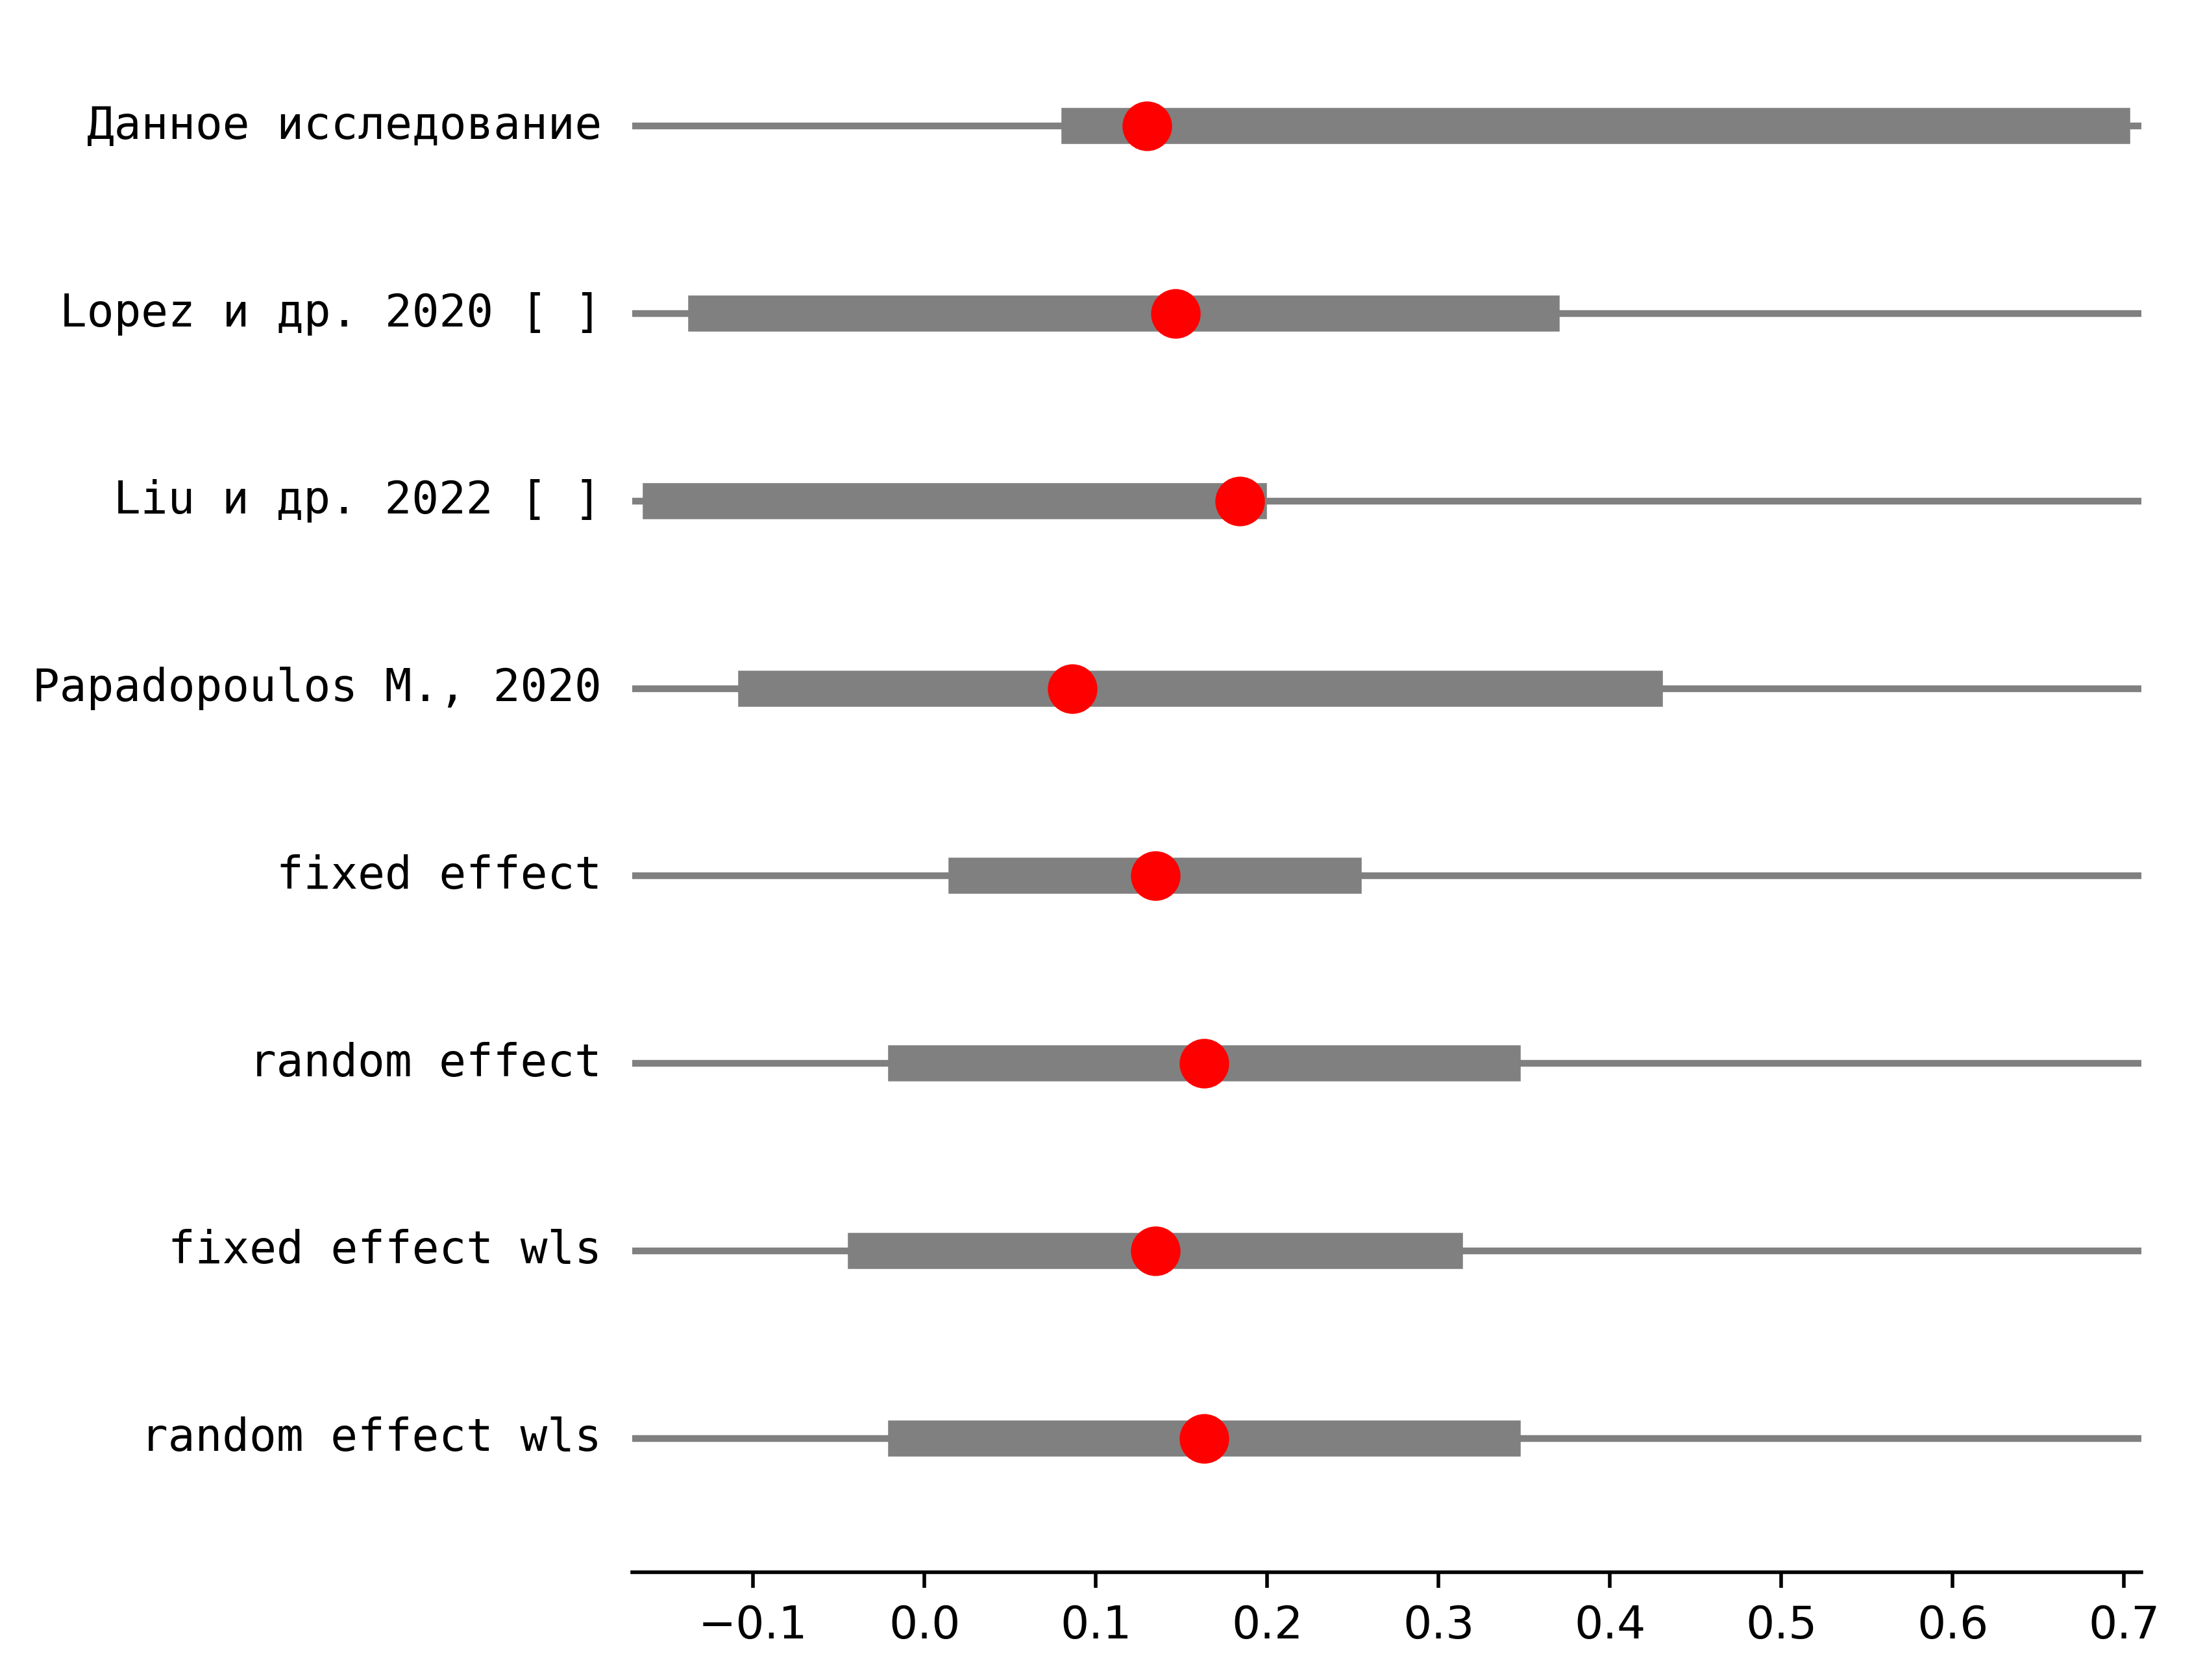 Данное исследование
Lopez и др. 2020 [ ]
Liu и др. 2022 [ ]
Papadopoulos M., 2020
fixed effect
random effect
fixed effect wls
random effect wls
−0.1 0.0 0.1 0.2 0.3 0.4 0.5 0.6 0.7